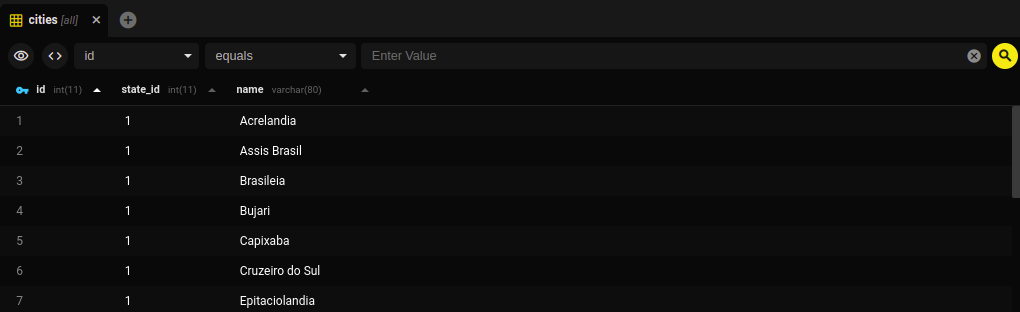 cities [all]
id equals Enter Value
id int(11) state_id int(11) name varchar(80)
1 1 Acrelandia
2 1 Assis Brasil
3 1 Brasileia
4 1 Bujari
5 1 Capixaba
6 1 Cruzeiro do Sul
7 1 Epitaciolandia